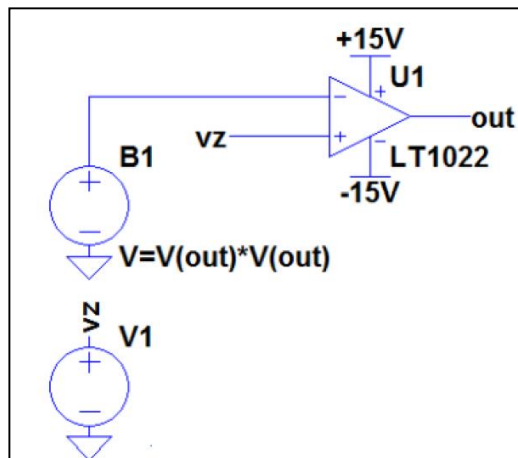 +15V
U1
vz
out
LT1022
-15V
B1
V=V(out)*V(out)
vz
V1